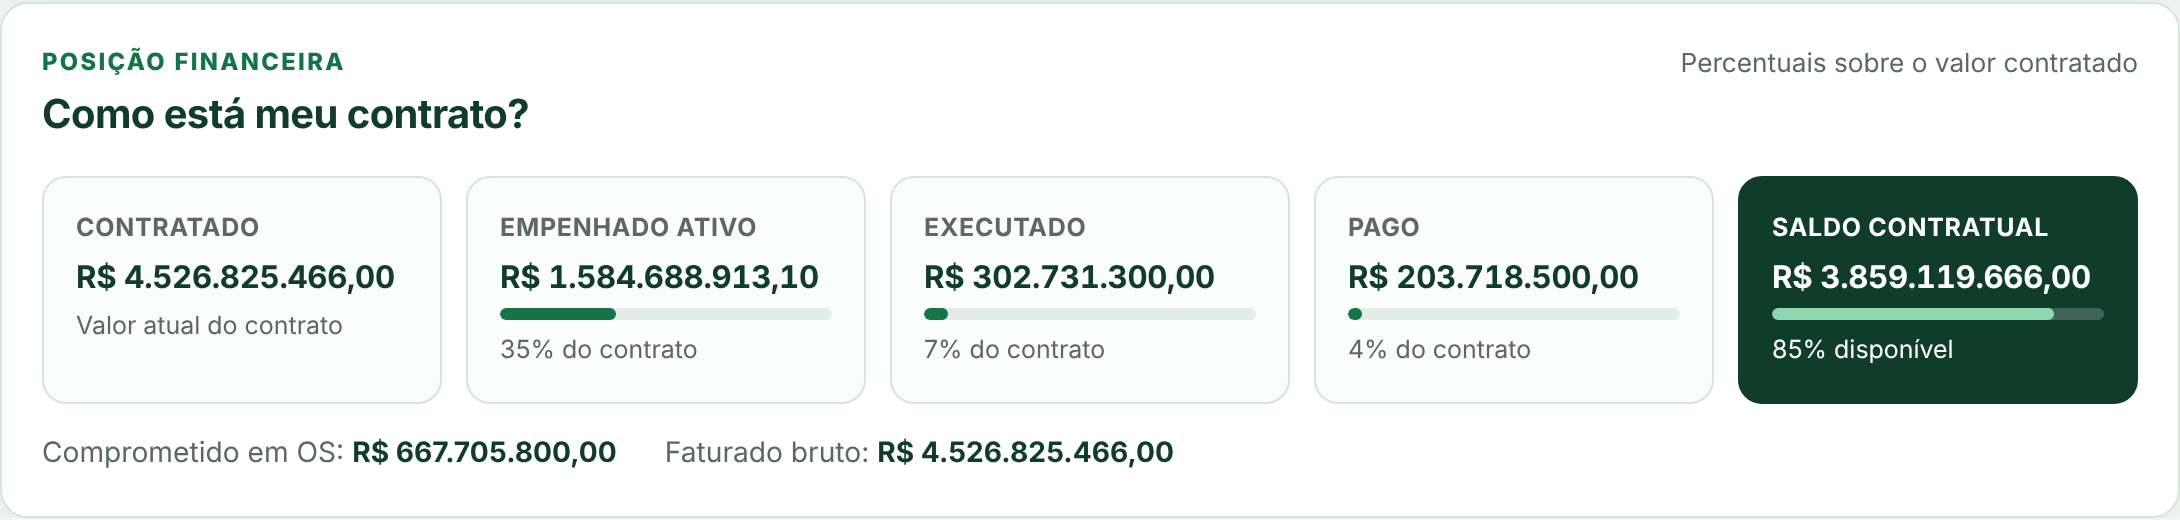 POSIÇÃO FINANCEIRA
Percentuais sobre o valor contratado
Como está meu contrato?
CONTRATADO
R$ 4.526.825.466,00
Valor atual do contrato
EMPENHADO ATIVO
R$ 1.584.688.913,10
35% do contrato
EXECUTADO
R$ 302.731.300,00
7% do contrato
PAGO
R$ 203.718.500,00
4% do contrato
SALDO CONTRATUAL
R$ 3.859.119.666,00
85% disponível
Comprometido em OS: R$ 667.705.800,00 Faturado bruto: R$ 4.526.825.466,00